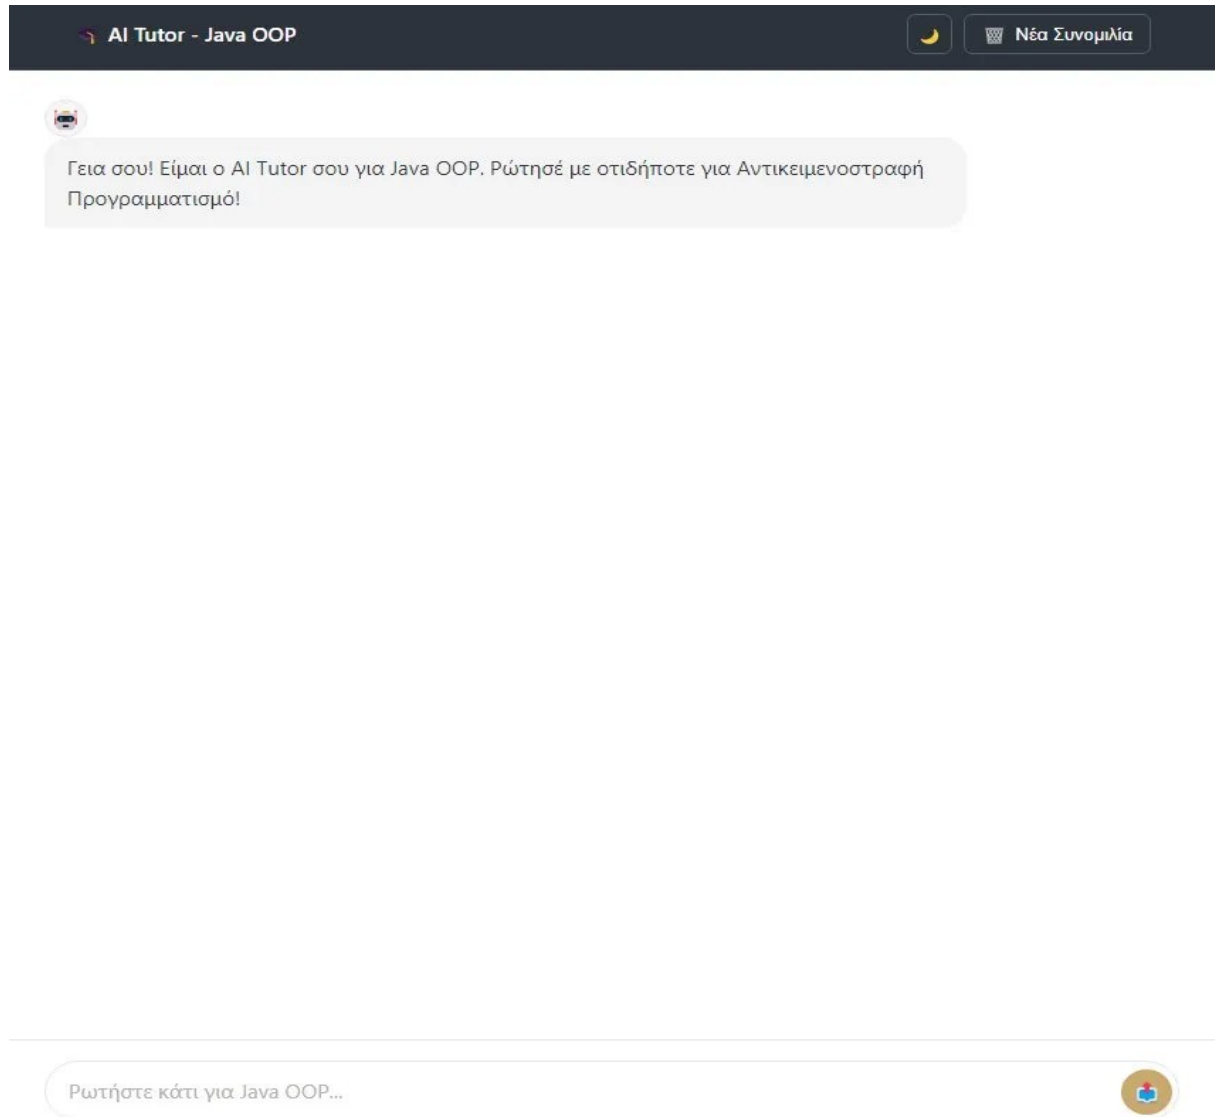 AI Tutor - Java OOP
Νέα Συνομιλία
Γεια σου! Είμαι ο AI Tutor σου για Java OOP. Ρώτησέ με οτιδήποτε για Αντικειμενοστραφή
Προγραμματισμό!
Ρωτήστε κάτι για Java OOP...